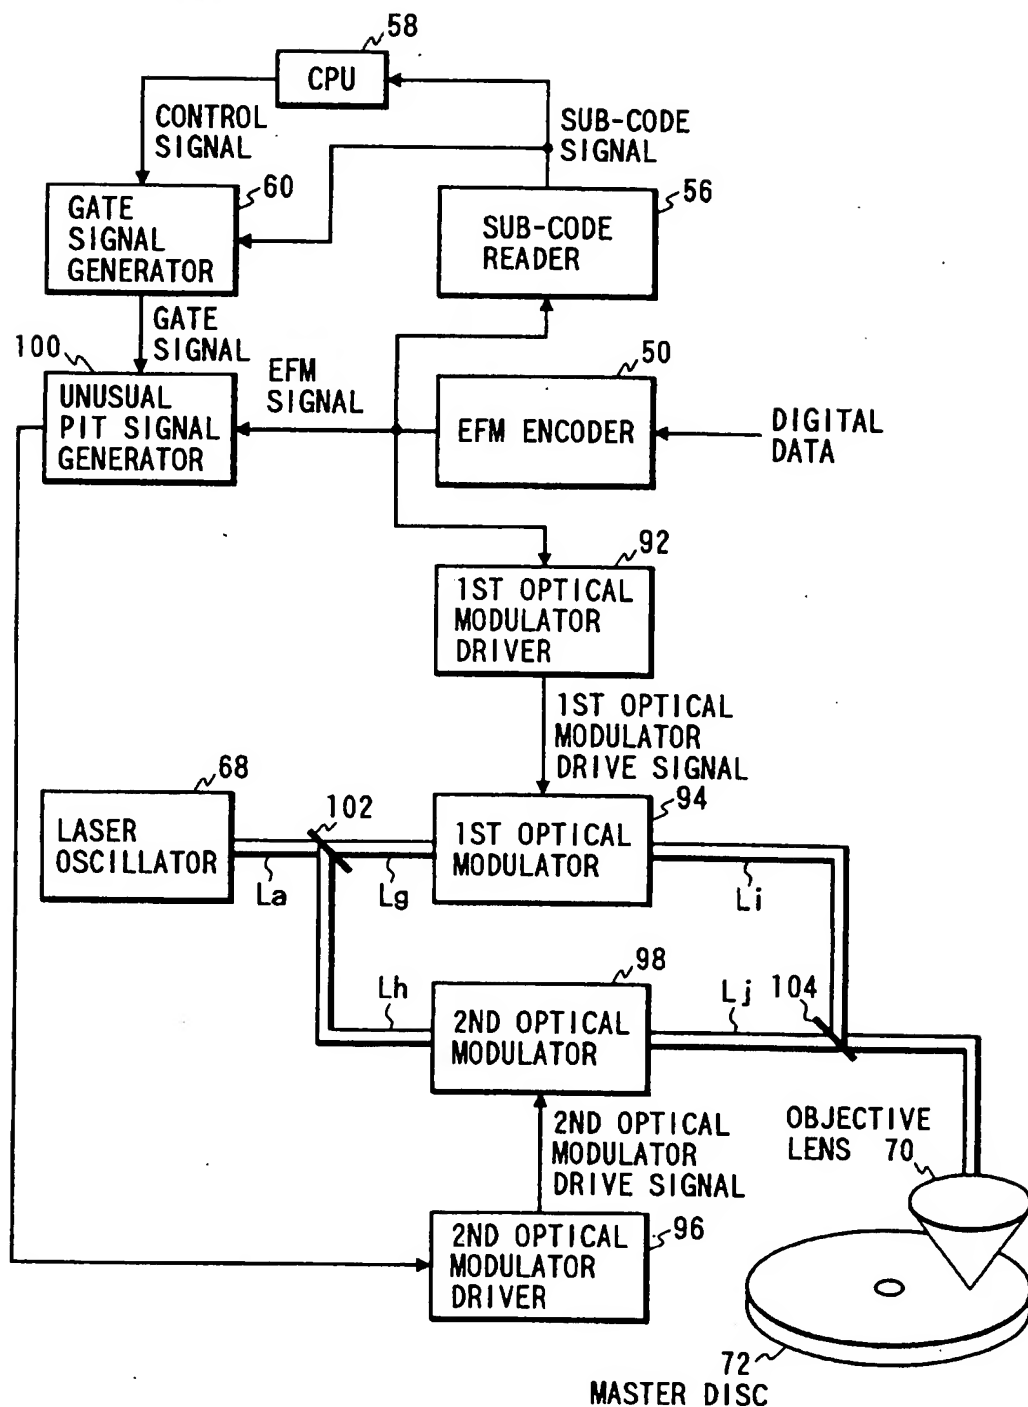 58
CPU
CONTROL
SIGNAL
SUB-CODE
SIGNAL
60
GATE
SIGNAL
GENERATOR
56
SUB-CODE
READER
GATE
SIGNAL
100
UNUSUAL
PIT SIGNAL
GENERATOR
EFM
SIGNAL
50
EFM ENCODER
DIGITAL
DATA
92
1ST OPTICAL
MODULATOR
DRIVER
1ST OPTICAL
MODULATOR
DRIVE SIGNAL
68
LASER
OSCILLATOR
102
La
Lg
94
1ST OPTICAL
MODULATOR
Li
Lh
98
2ND OPTICAL
MODULATOR
Lj
104
2ND OPTICAL
MODULATOR
DRIVE SIGNAL
OBJECTIVE
LENS 70
2ND OPTICAL
MODULATOR
DRIVER
96
72
MASTER DISC